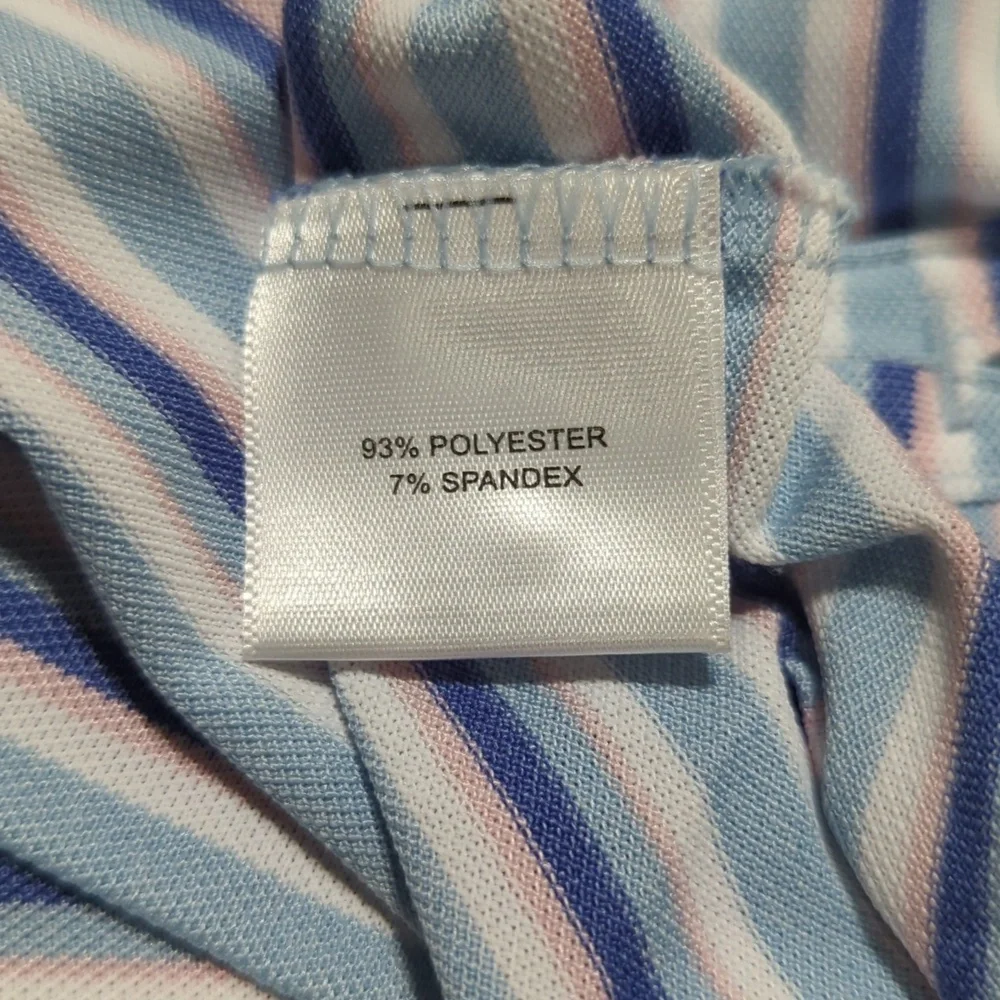 93% POLYESTER
7% SPANDEX